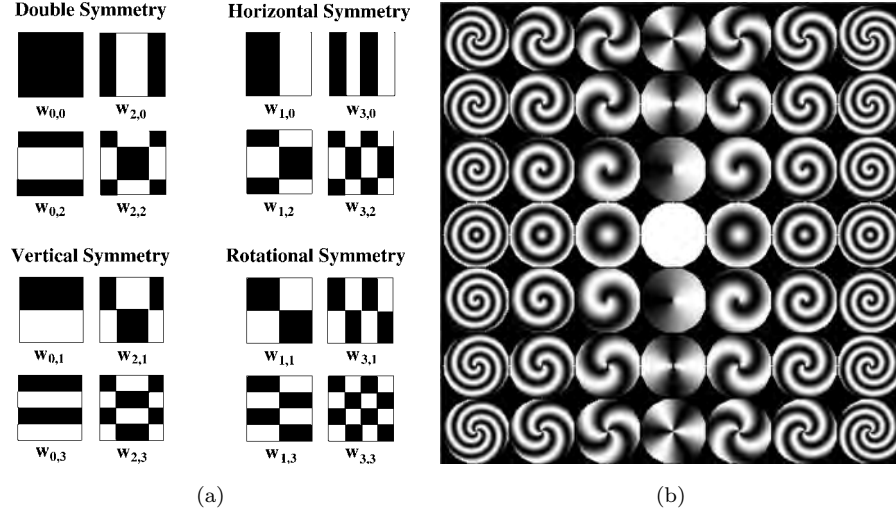 Double Symmetry Horizontal Symmetry
w0,0 w2,0 w1,0 w3,0
w0,2 w2,2 w1,2 w3,2
Vertical Symmetry Rotational Symmetry
w0,1 w2,1 w1,1 w3,1
w0,3 w2,3 w1,3 w3,3
(a) (b)